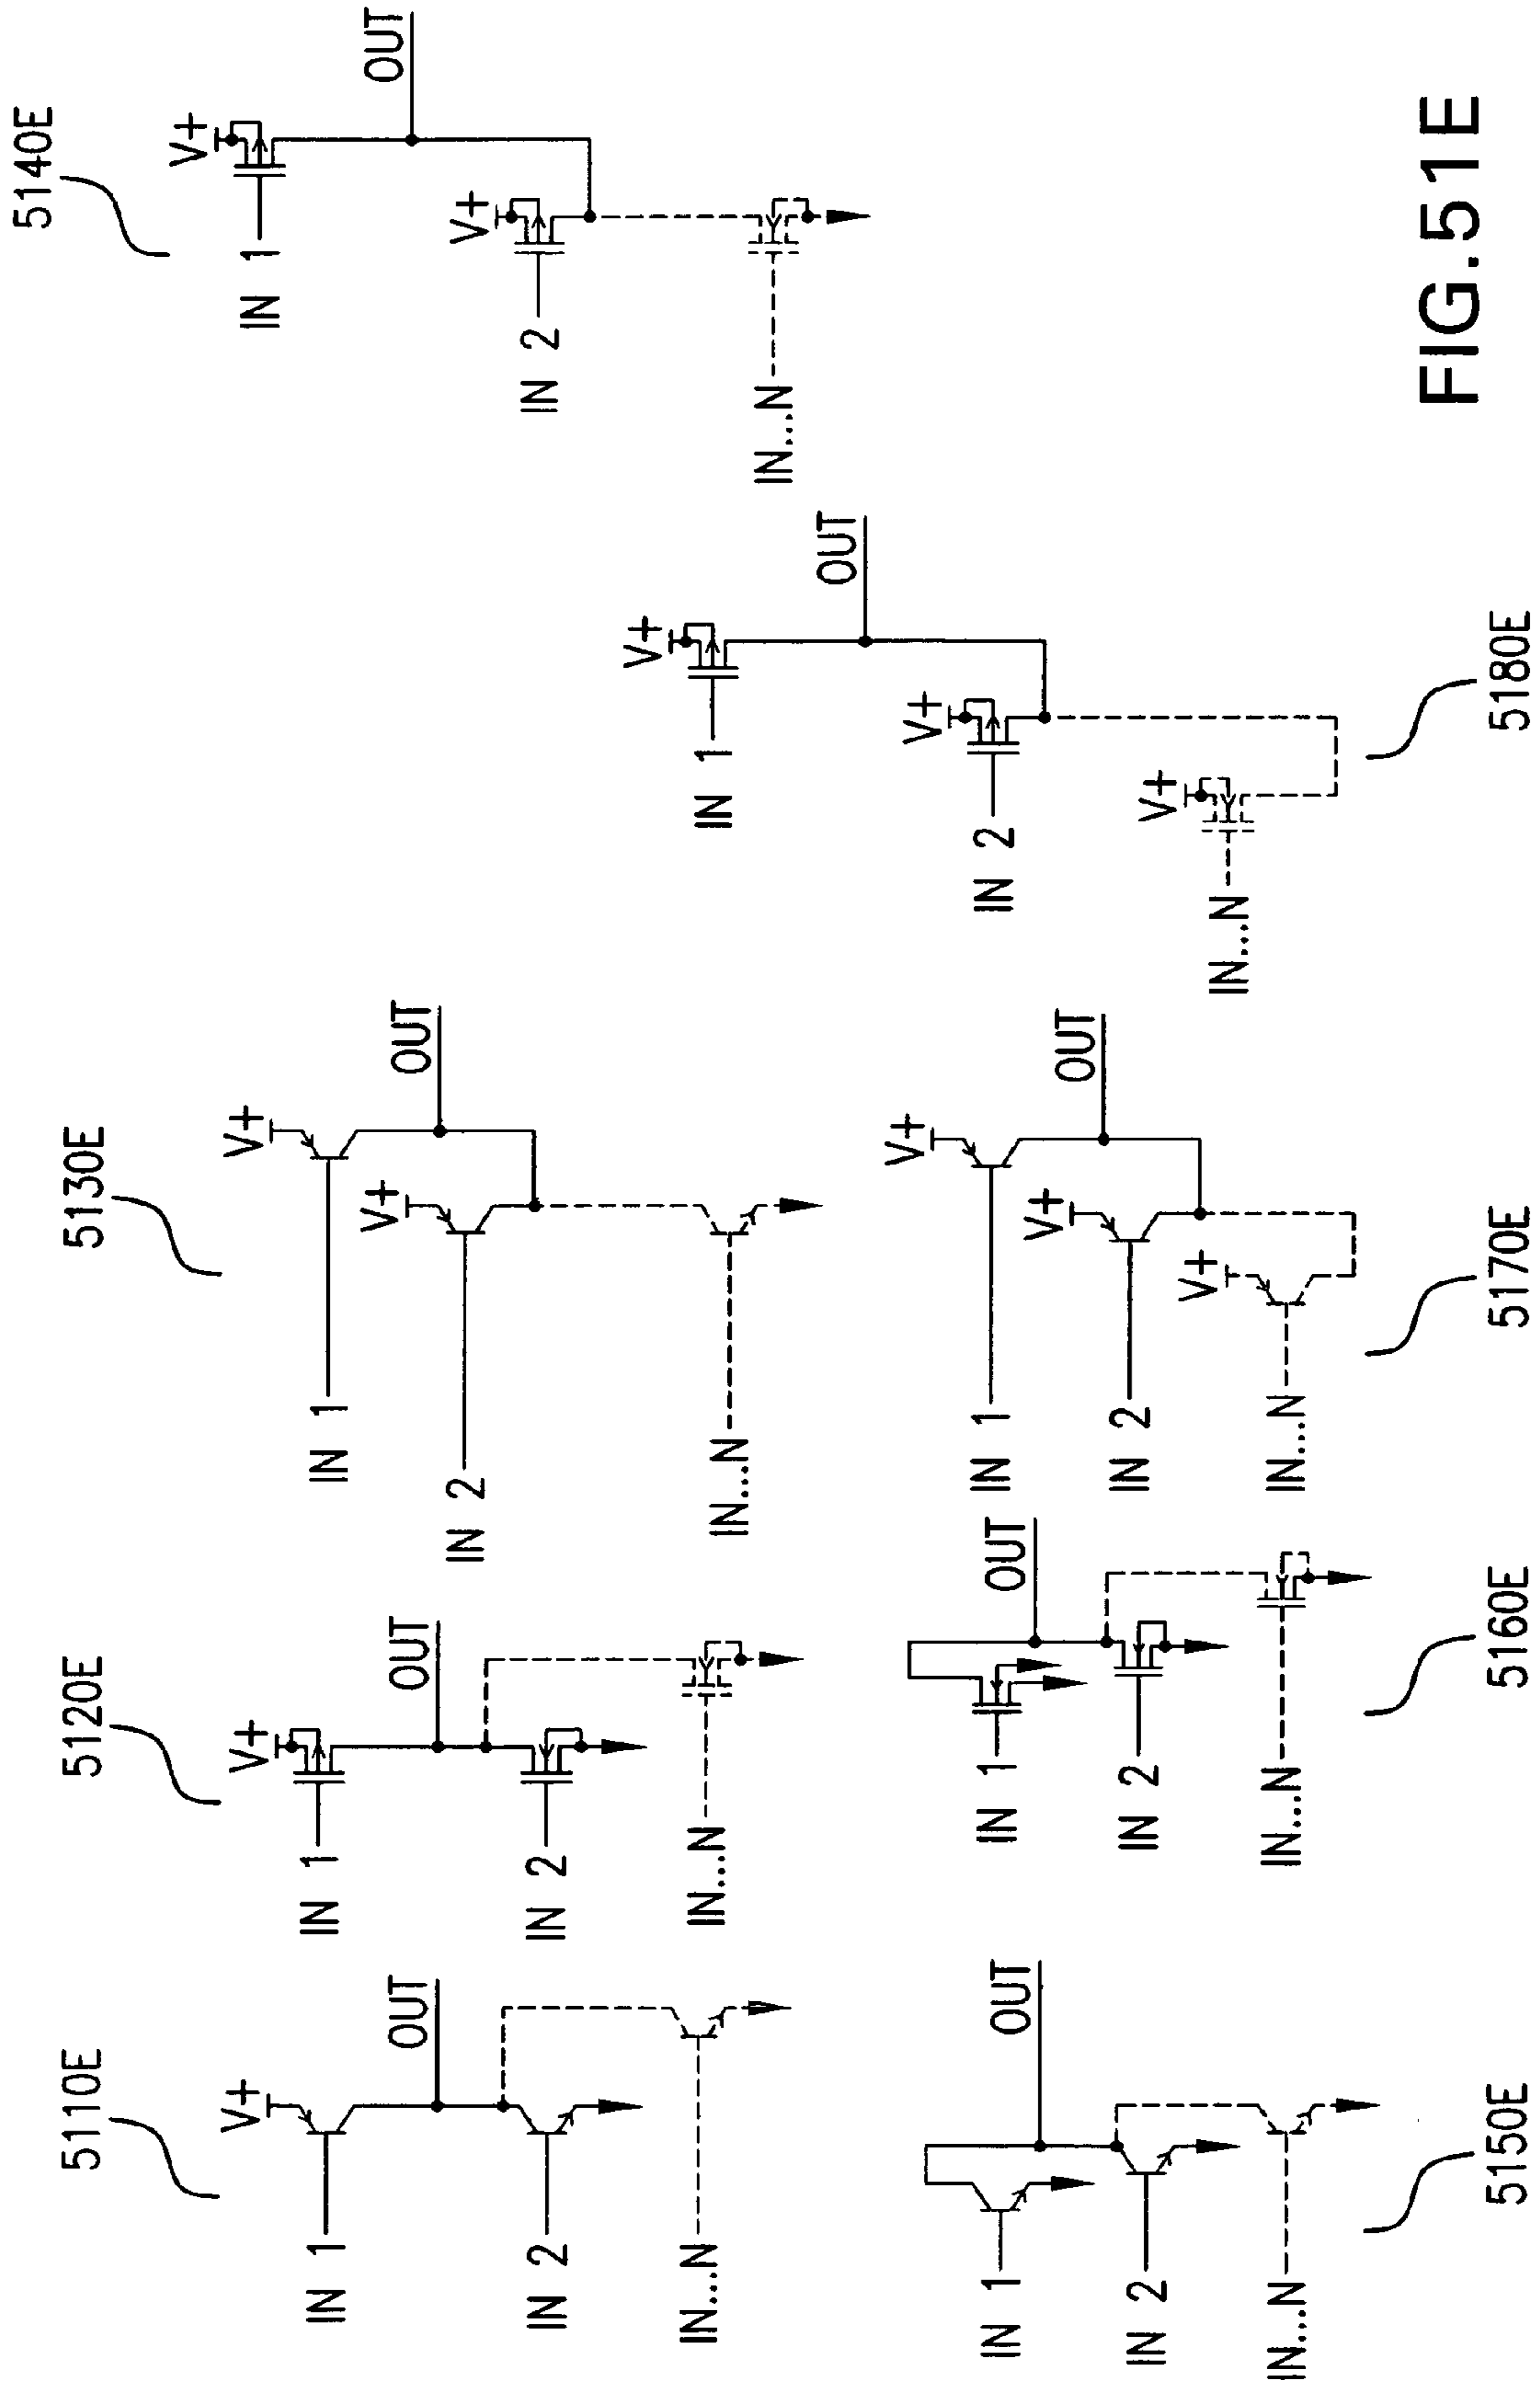 5110E
V+
IN 1
OUT
IN 2
IN...N
5120E
V+
IN 1
OUT
IN 2
IN...N
5130E
V+
IN 1
V+
OUT
IN 2
IN...N
5140E
V+
IN 1
OUT
V+
IN 2
IN...N
OUT
IN 1
IN 2
IN...N
5150E
OUT
IN 1
IN 2
IN...N
5160E
V+
IN 1
OUT
V+
IN 2
V+
IN...N
5170E
V+
IN 1
OUT
V+
IN 2
V+
IN...N
5180E
FIG.51E